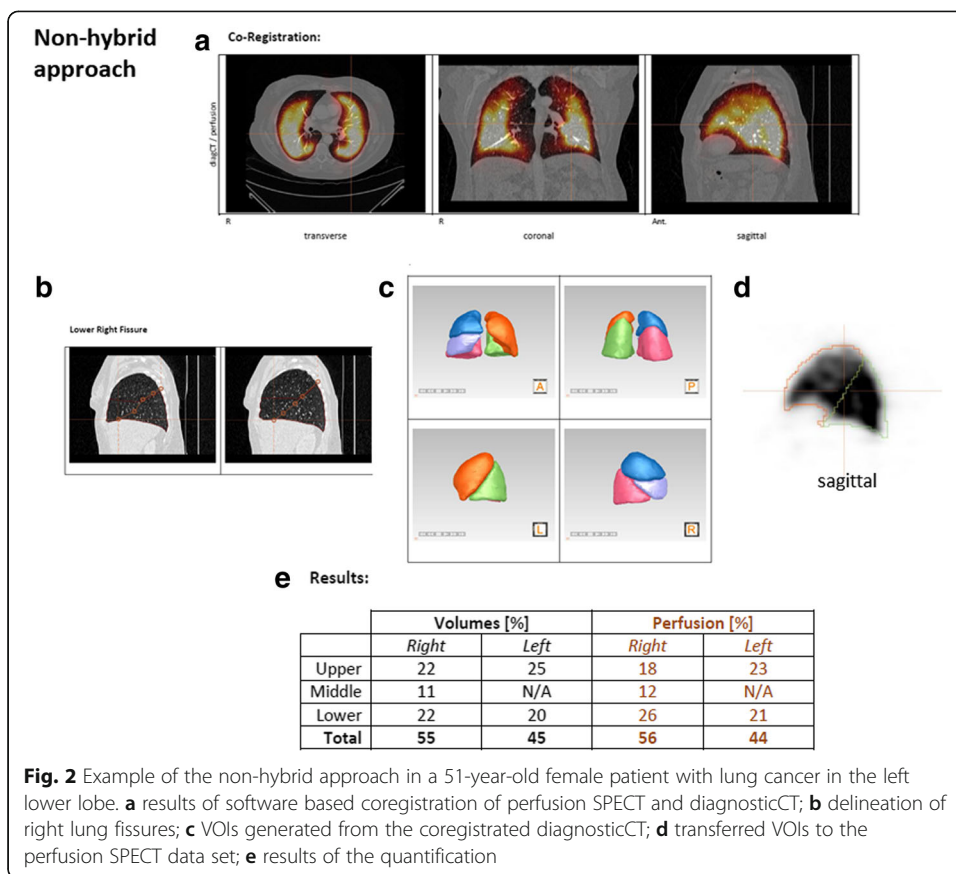 Non-hybrid
approach
a Co-Registration:
diagCT / perfusion
R
R
Ant.
transverse
coronal
sagittal
b
Lower Right Fissure
c
A
P
L
R
d
sagittal
e Results:
Volumes [%] Perfusion [%]
Right Left Right Left
Upper 22 25 18 23
Middle 11 N/A 12 N/A
Lower 22 20 26 21
Total 55 45 56 44
Fig. 2 Example of the non-hybrid approach in a 51-year-old female patient with lung cancer in the left
lower lobe. a results of software based coregistration of perfusion SPECT and diagnosticCT; b delineation of
right lung fissures; c VOIs generated from the coregistrated diagnosticCT; d transferred VOIs to the
perfusion SPECT data set; e results of the quantification